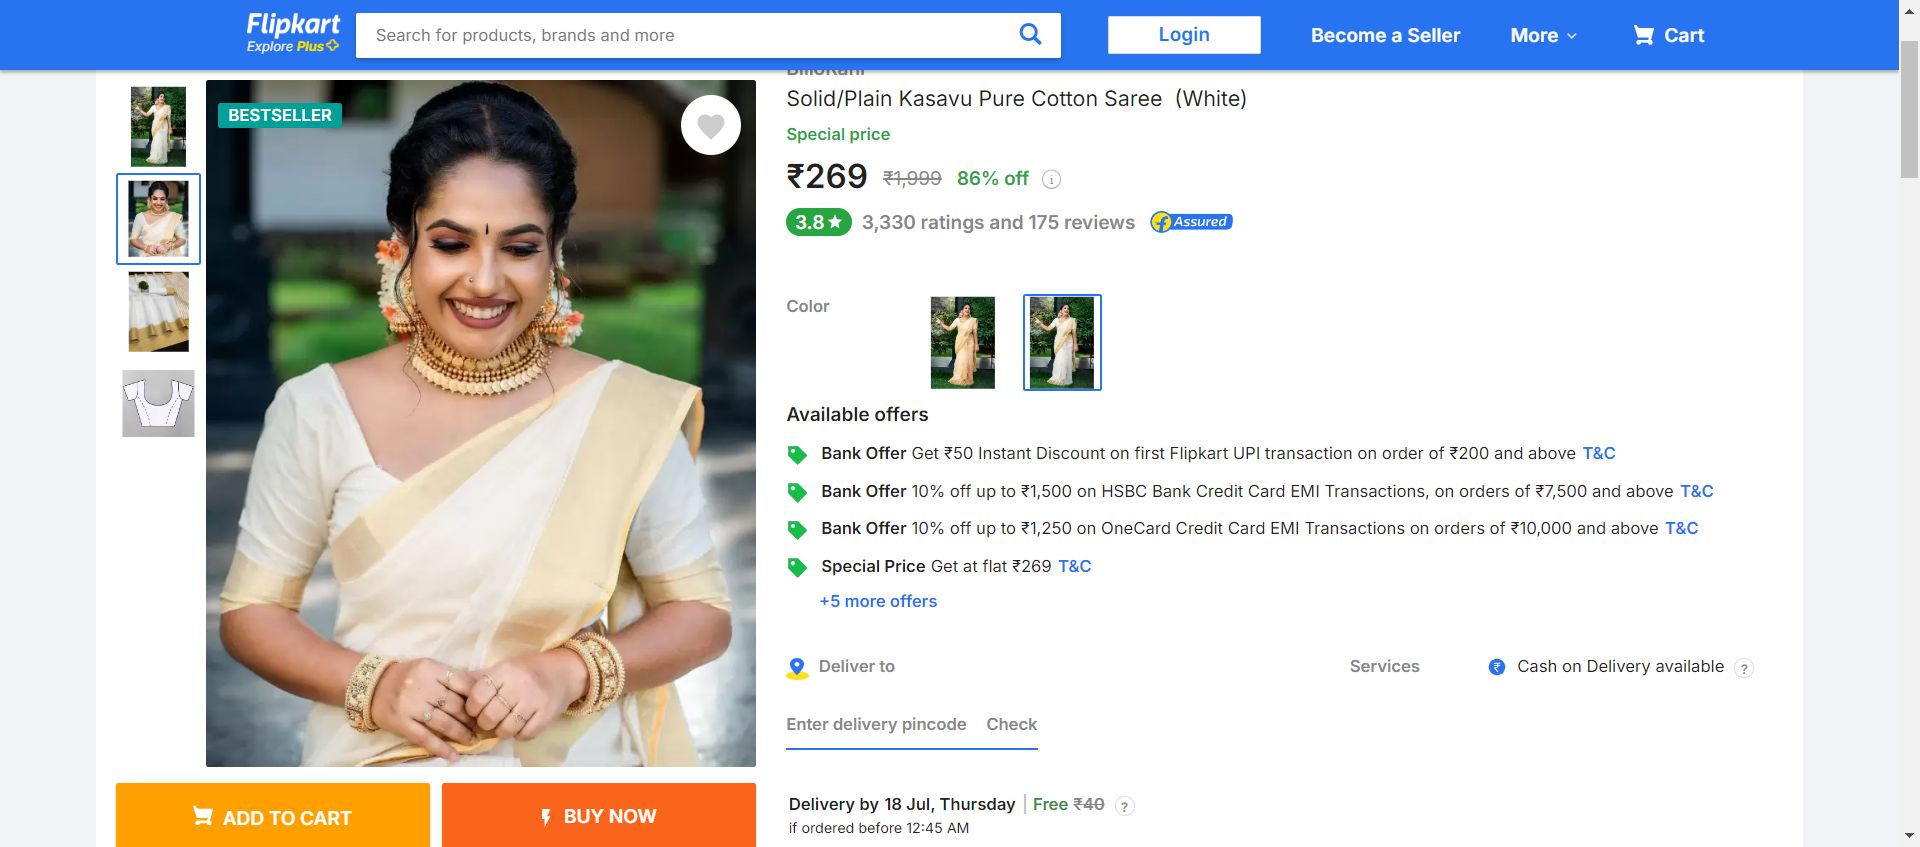 Flipkart
Explore Plus
Search for products, brands and more
Login
Become a Seller
More
Cart
BESTSELLER
Solid/Plain Kasavu Pure Cotton Saree (White)
Special price
₹269 ₹1,999 86% off
3.8★ 3,330 ratings and 175 reviews Assured
Color
Available offers
Bank Offer Get ₹50 Instant Discount on first Flipkart UPI transaction on order of ₹200 and above T&C
Bank Offer 10% off up to ₹1,500 on HSBC Bank Credit Card EMI Transactions, on orders of ₹7,500 and above T&C
Bank Offer 10% off up to ₹1,250 on OneCard Credit Card EMI Transactions on orders of ₹10,000 and above T&C
Special Price Get at flat ₹269 T&C
+5 more offers
Deliver to
Services
Cash on Delivery available ?
Enter delivery pincode Check
Delivery by 18 Jul, Thursday | Free ₹40 ?
if ordered before 12:45 AM
ADD TO CART
BUY NOW